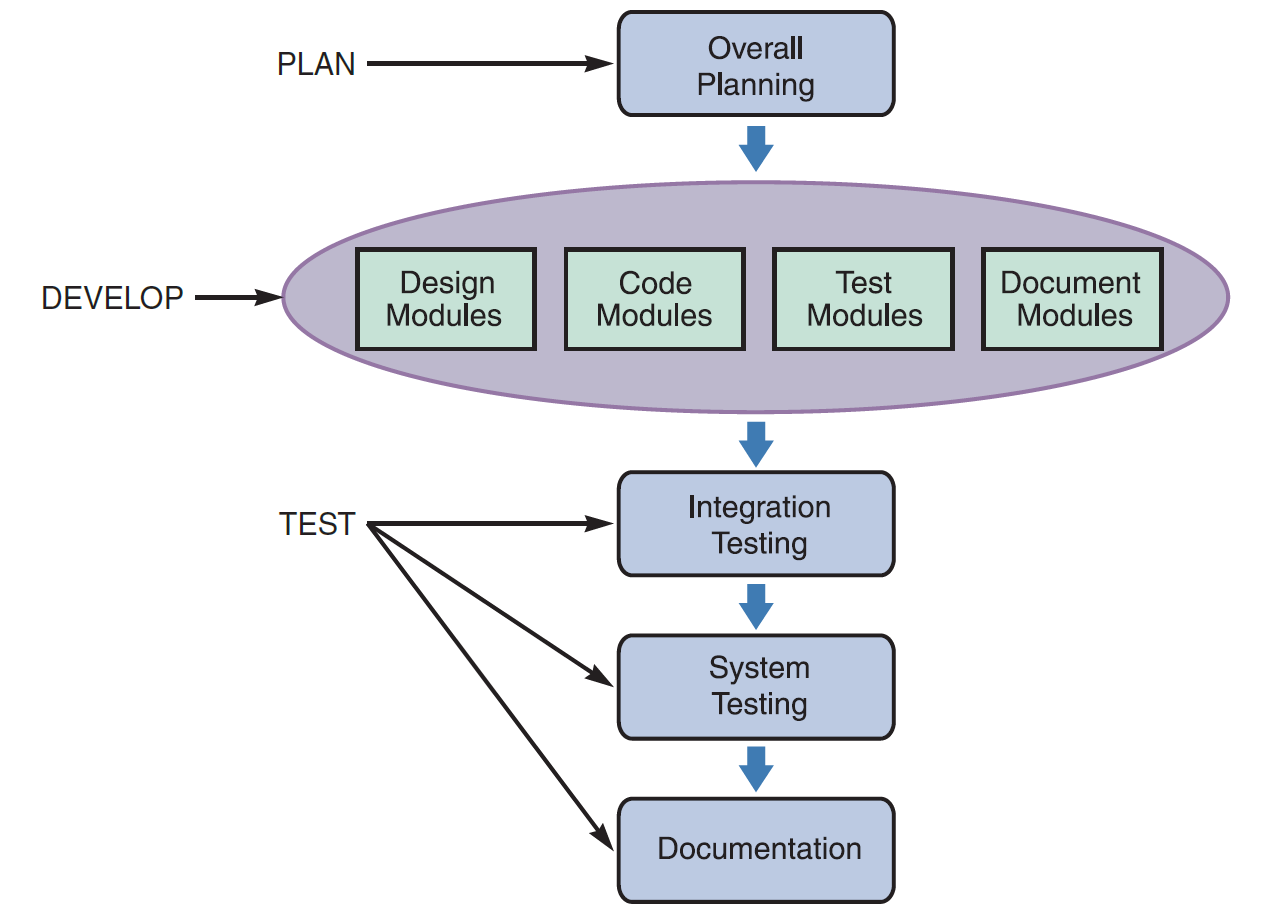 PLAN
Overall
Planning
DEVELOP
Design
Modules
Code
Modules
Test
Modules
Document
Modules
TEST
Integration
Testing
System
Testing
Documentation